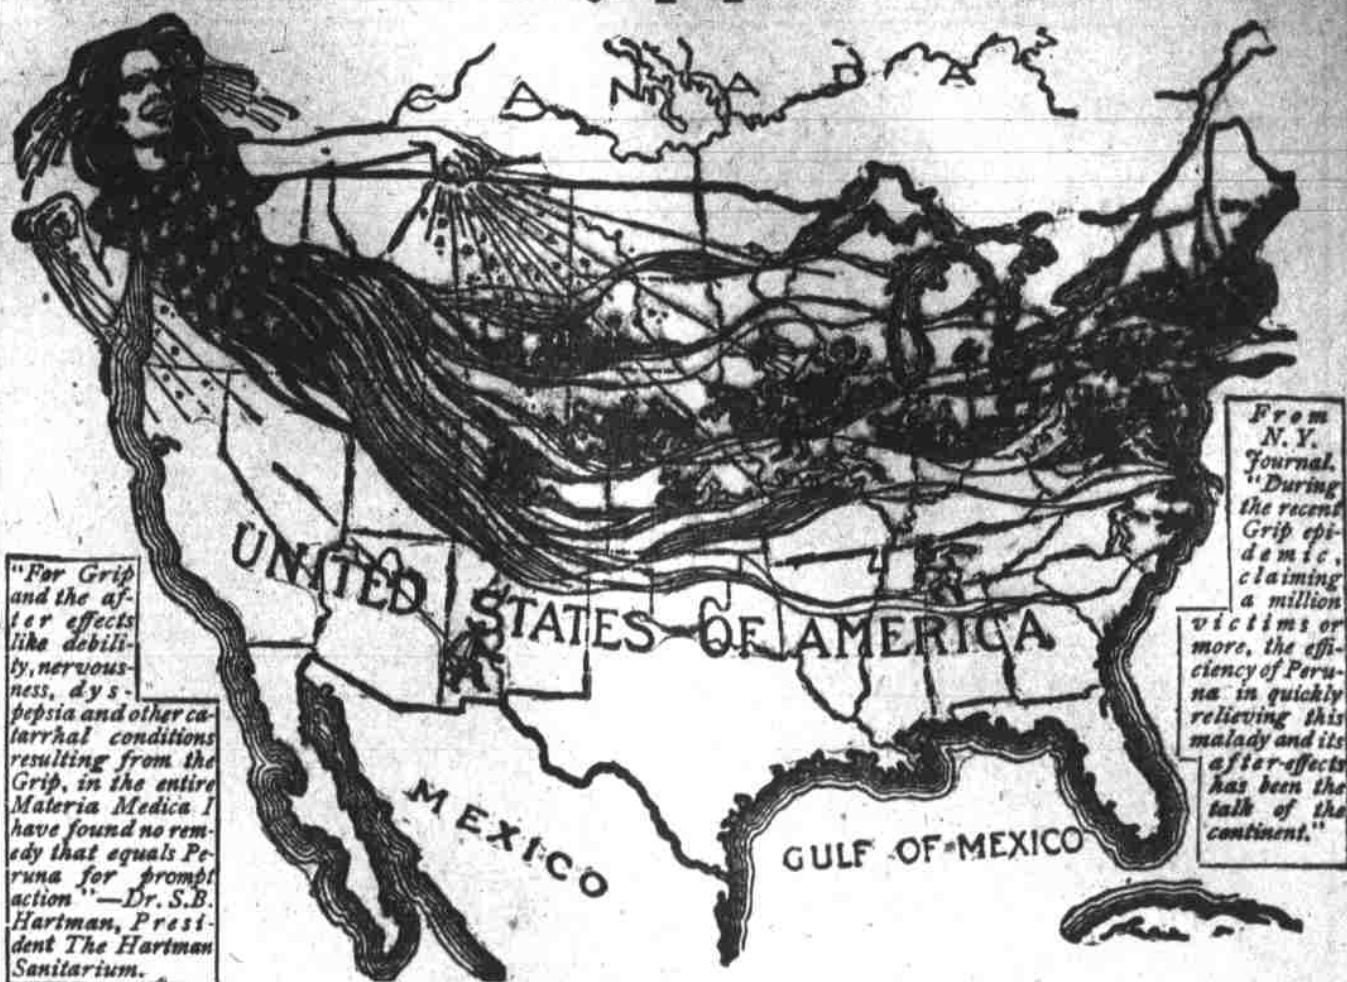 CANADA
UNITED STATES OF AMERICA
MEXICO
GULF OF MEXICO
"For Grip
and the af-
ter effects
like debili-
ty, nervous-
ness, dys-
pepsia and other ca-
tarrhal conditions
resulting from the
Grip, in the entire
Materia Medica I
have found no rem-
edy that equals Pe-
runa for prompt
action"—Dr. S.B.
Hartman, Presi-
dent The Hartman
Sanitarium.
From
N. Y.
Journal.
"During
the recent
Grip epi-
demic,
claiming
a million
victims or
more, the effi-
ciency of Peru-
na in quickly
relieving this
malady and its
after-effects
has been the
talk of the
continent."